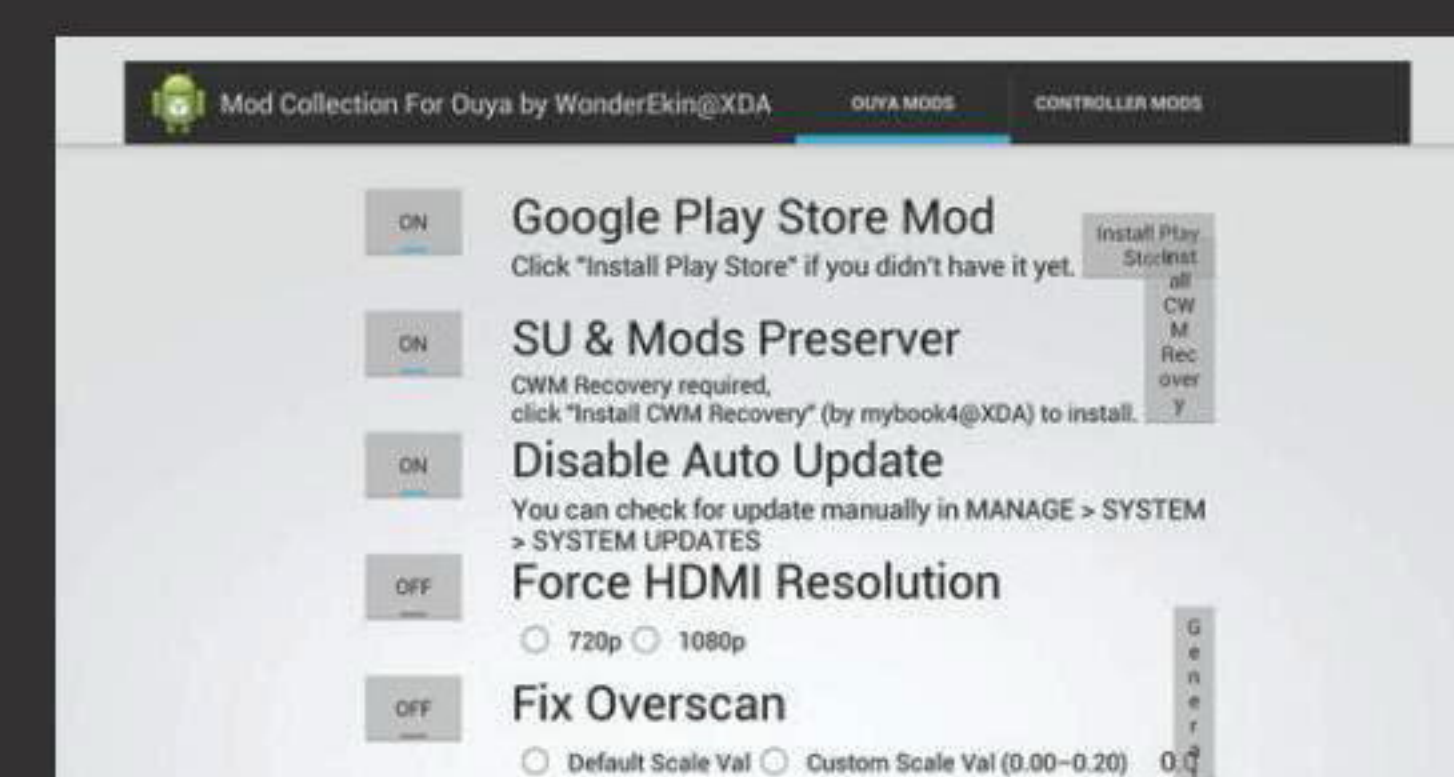 Mod Collection For Ouya by WonderEkin@XDA
OUYA MODS
CONTROLLER MODS
ON
Google Play Store Mod
Click "Install Play Store" if you didn't have it yet.
Install Play
Store
ON
SU & Mods Preserver
CWM Recovery required,
click "Install CWM Recovery" (by mybook4@XDA) to install.
Inst
all
CW
M
Rec
over
y
ON
Disable Auto Update
You can check for update manually in MANAGE > SYSTEM
> SYSTEM UPDATES
OFF
Force HDMI Resolution
720p
1080p
OFF
Fix Overscan
Default Scale Val
Custom Scale Val (0.00-0.20)
G
e
n
e
r
a